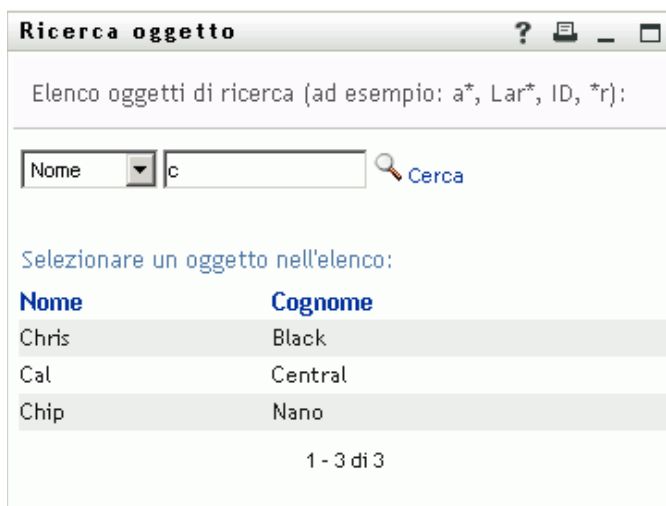 Ricerca oggetto ?
Elenco oggetti di ricerca (ad esempio: a*, Lar*, ID, *r):
Nome c Cerca
Selezionare un oggetto nell'elenco:
Nome Cognome
Chris Black
Cal Central
Chip Nano
1 - 3 di 3